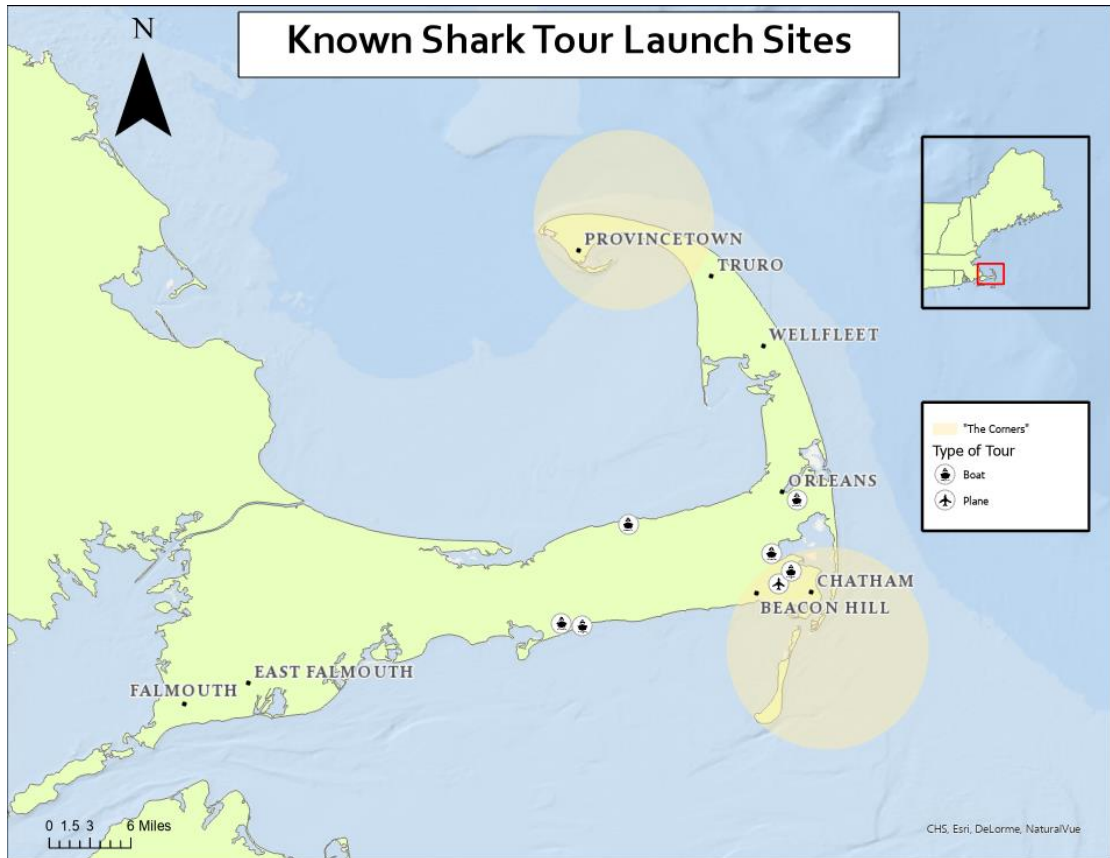 N
Known Shark Tour Launch Sites
PROVINCETOWN
TRURO
WELLFLEET
ORLEANS
CHATHAM
BEACON HILL
EAST FALMOUTH
FALMOUTH
"The Corners"
Type of Tour
Boat
Plane
0 1.5 3 6 Miles
CHS, Esri, DeLorme, NaturalVue